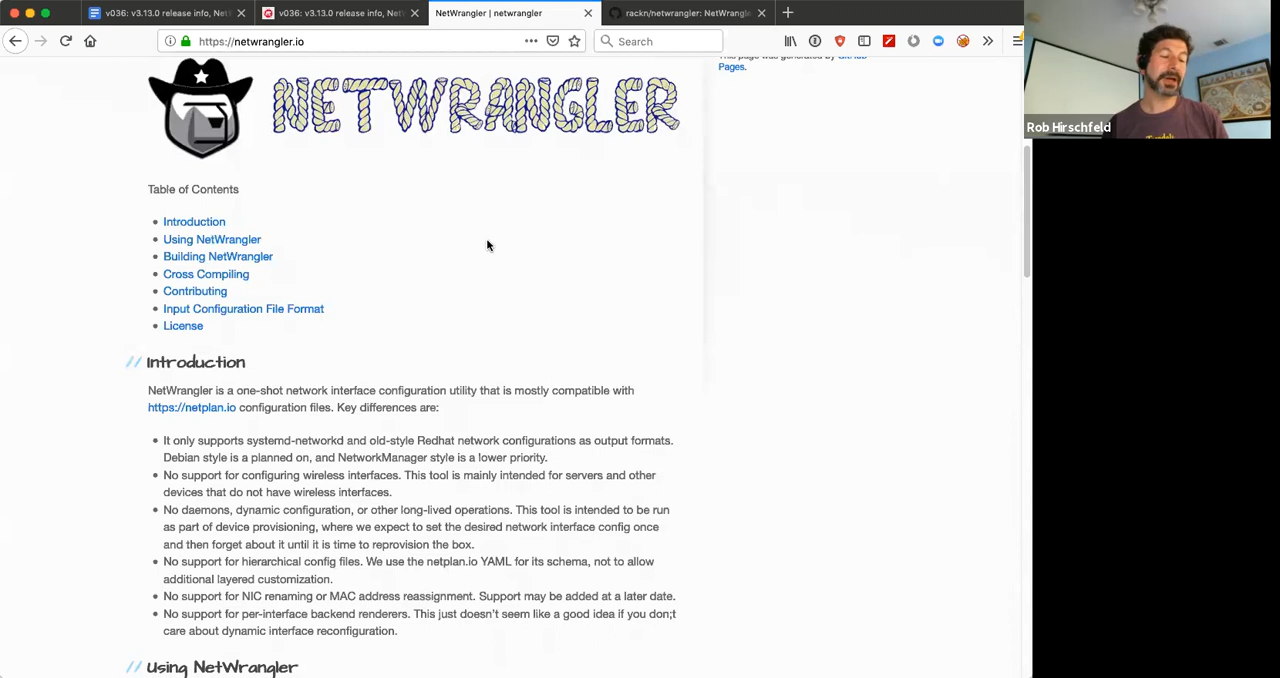 v036: v3.13.0 release info, Net
v036: v3.13.0 release info, Net
NetWrangler | netwrangler
rackn/netwrangler: NetWrangl
https://netwrangler.io
Search
Rob Hirschfeld
This page was generated by GitHub
Pages.
NETWRANGLER
Table of Contents
Introduction
Using NetWrangler
Building NetWrangler
Cross Compiling
Contributing
Input Configuration File Format
License
// Introduction
NetWrangler is a one-shot network interface configuration utility that is mostly compatible with
https://netplan.io configuration files. Key differences are:
It only supports systemd-networkd and old-style Redhat network configurations as output formats.
Debian style is a planned on, and NetworkManager style is a lower priority.
No support for configuring wireless interfaces. This tool is mainly intended for servers and other
devices that do not have wireless interfaces.
No daemons, dynamic configuration, or other long-lived operations. This tool is intended to be run
as part of device provisioning, where we expect to set the desired network interface config once
and then forget about it until it is time to reprovision the box.
No support for hierarchical config files. We use the netplan.io YAML for its schema, not to allow
additional layered customization.
No support for NIC renaming or MAC address reassignment. Support may be added at a later date.
No support for per-interface backend renderers. This just doesn't seem like a good idea if you don;t
care about dynamic interface reconfiguration.
// Using NetWrangler